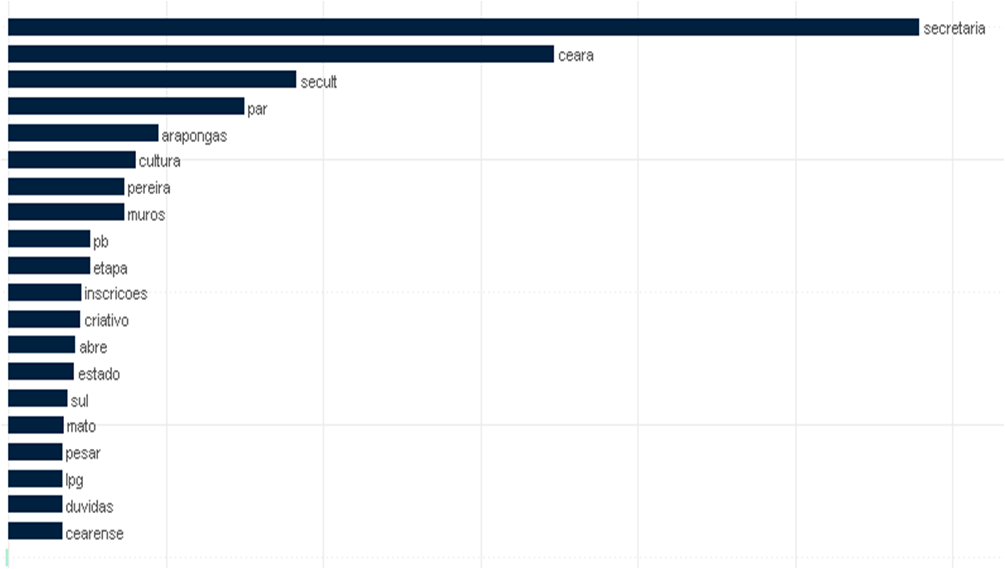 secretaria
ceara
secult
par
arapongas
cultura
pereira
muros
pb
etapa
inscricoes
criativo
abre
estado
sul
mato
pesar
lpg
duvidas
cearense